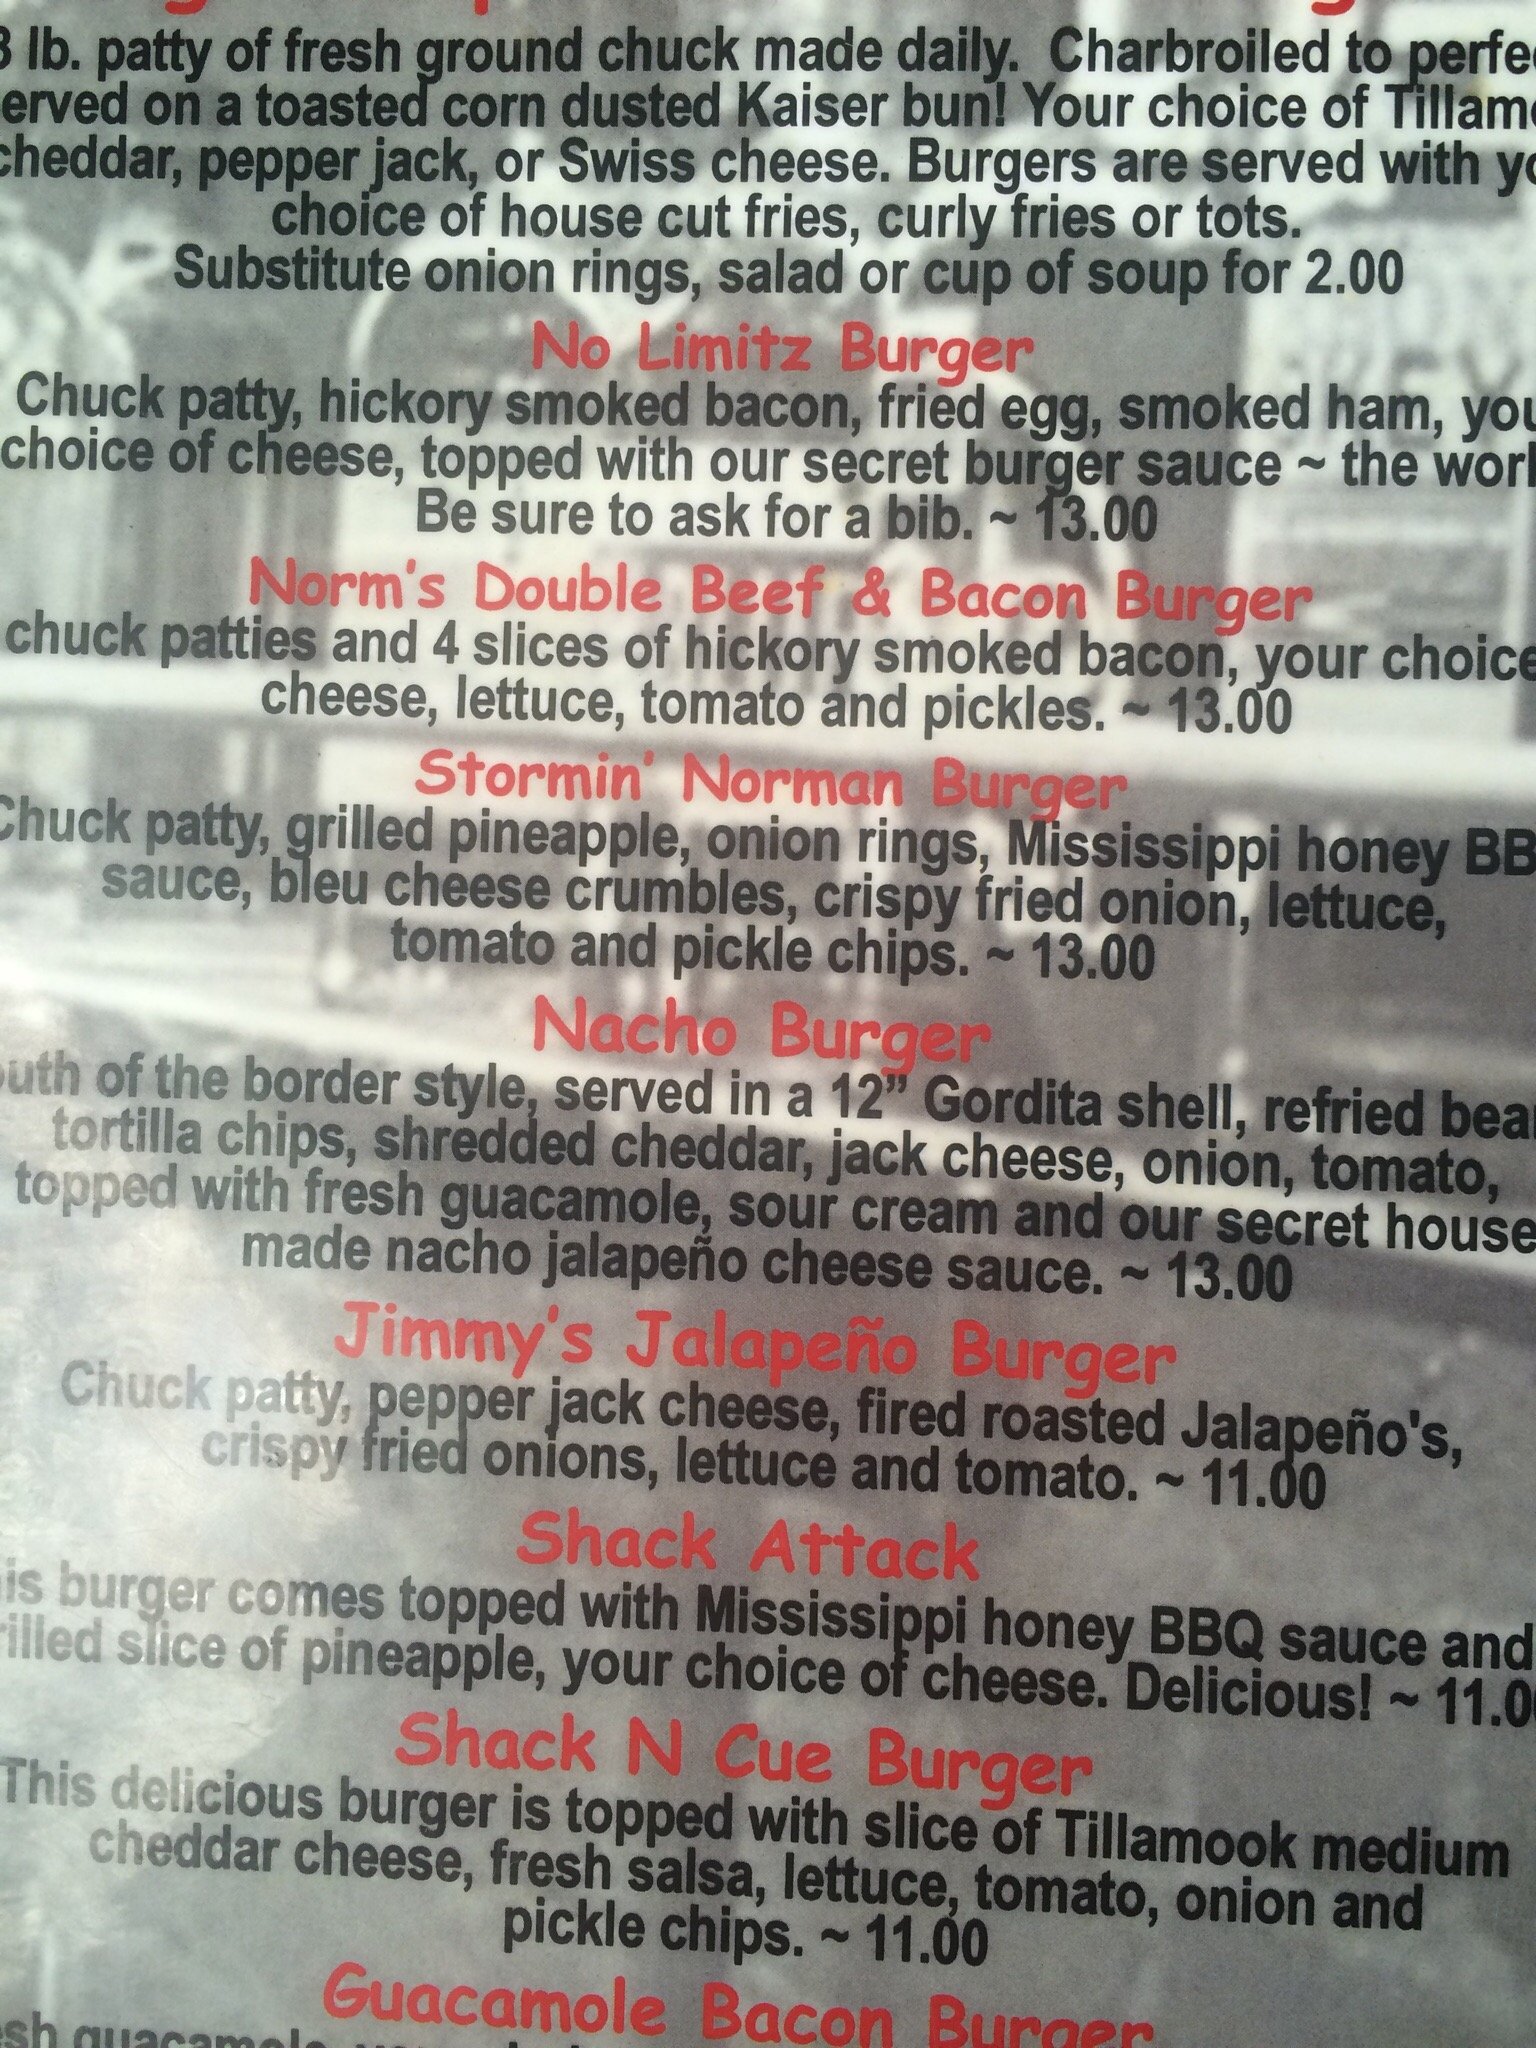 lb. patty of fresh ground chuck made daily. Charbroiled to
on a toasted corn dusted Kaiser bun! Your choice of
cheddar, pepper jack, or Swiss cheese. Burgers are served with
choice of house cut fries, curly fries or tots.
Substitute onion rings, salad or cup of soup for 2.00
No Limitz Burger
Chuck patty, hickory smoked bacon, fried egg, smoked ham,
choice of cheese, topped with our secret burger sauce ~ the
Be sure to ask for a bib. ~ 13.00
Norm's Double Beef & Bacon Burger
chuck patties and 4 slices of hickory smoked bacon, your choice
cheese, lettuce, tomato and pickles. ~ 13.00
Stormin' Norman Burger
Chuck patty, grilled pineapple, onion rings, Mississippi honey
sauce, bleu cheese crumbles, crispy fried onion, lettuce,
tomato and pickle chips. ~ 13.00
Nacho Burger
of the border style, served in a 12” Gordita shell, refried
tortilla chips, shredded cheddar, jack cheese, onion, tomato,
topped with fresh guacamole, sour cream and our secret house
made nacho jalapeño cheese sauce. ~ 13.00
Jimmy's Jalapeño Burger
Chuck patty, pepper jack cheese, fired roasted Jalapeño's,
crispy fried onions, lettuce and tomato. ~ 11.00
Shack Attack
burger comes topped with Mississippi honey BBQ sauce and
slice of pineapple, your choice of cheese. Delicious! ~
Shack N Cue Burger
This delicious burger is topped with slice of Tillamook medium
cheddar cheese, fresh salsa, lettuce, tomato, onion and
pickle chips. ~ 11.00
Guacamole Bacon Burger
guacamole,